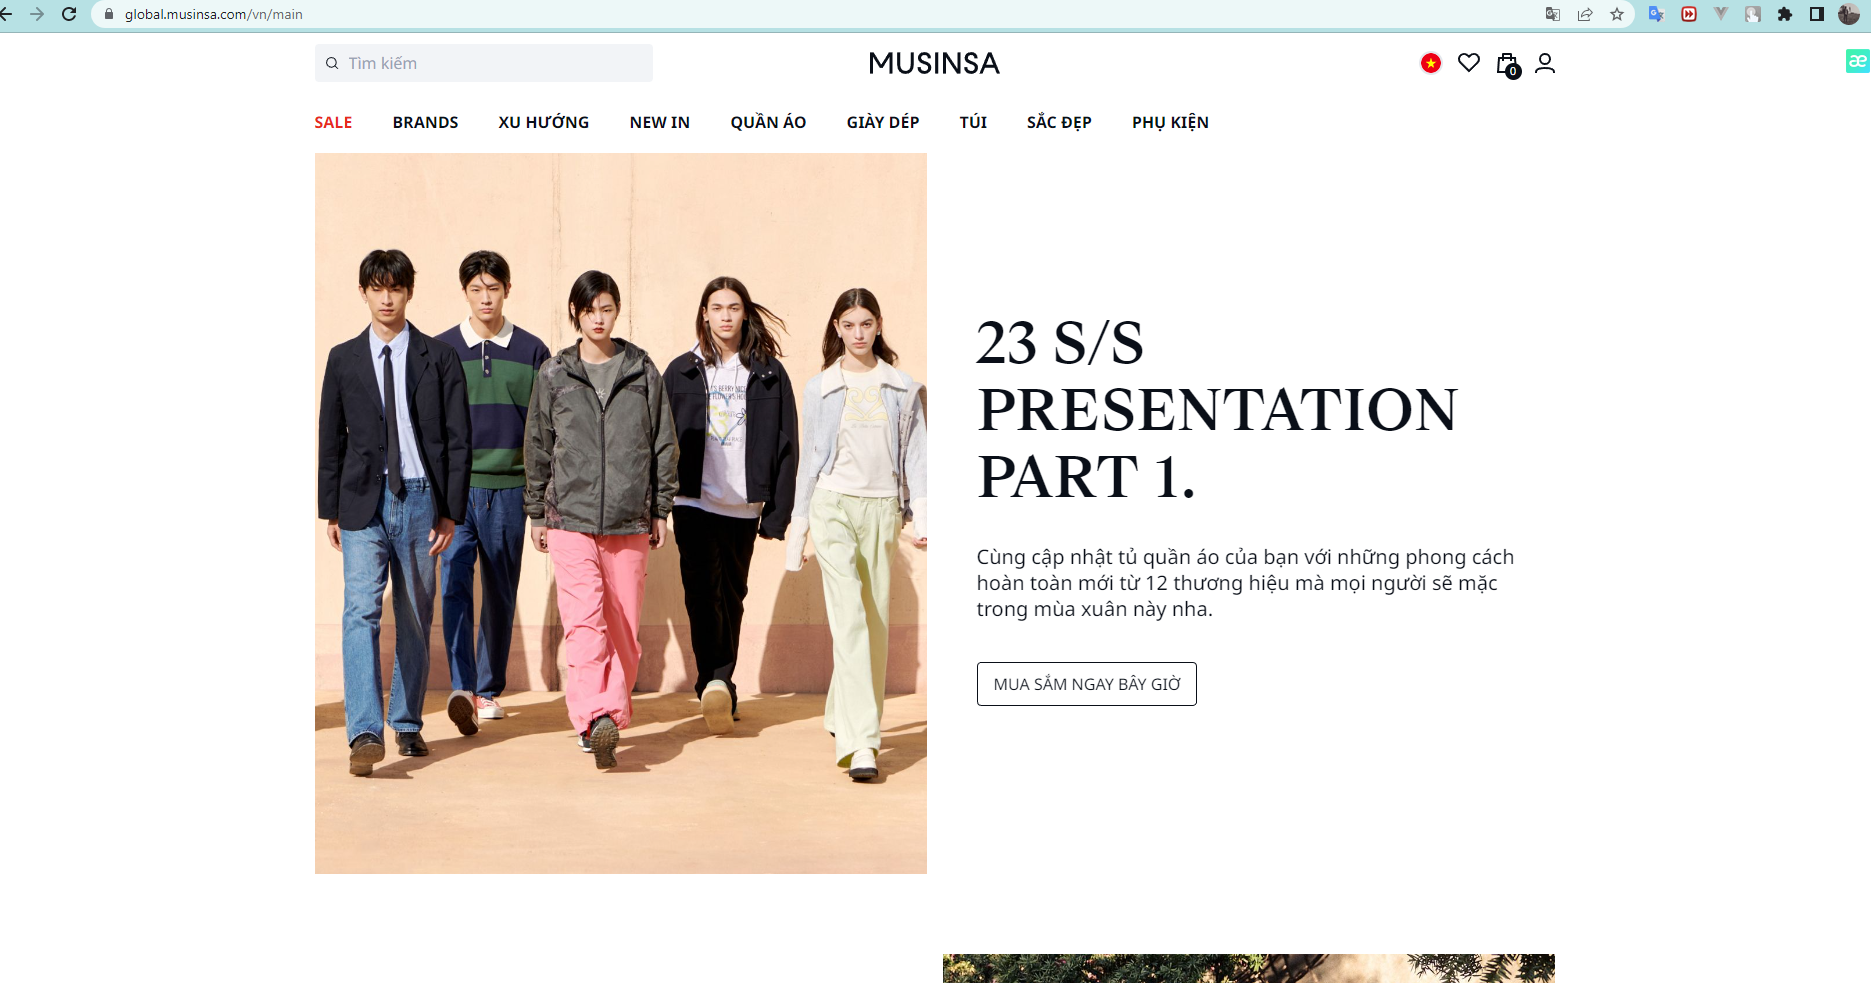 global.musinsa.com/vn/main
Tìm kiếm
MUSINSA
0
SALE BRANDS XU HƯỚNG NEW IN QUẦN ÁO GIÀY DÉP TÚI SẮC ĐẸP PHỤ KIỆN
23 S/S
PRESENTATION
PART 1.
Cùng cập nhật tủ quần áo của bạn với những phong cách
hoàn toàn mới từ 12 thương hiệu mà mọi người sẽ mặc
trong mùa xuân này nha.
MUA SẮM NGAY BÂY GIỜ